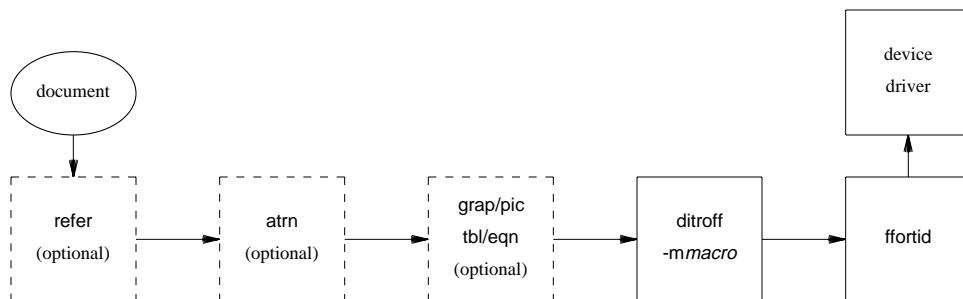 document
device
driver
refer
(optional)
atrn
(optional)
grap/pic
tbl/eqn
(optional)
ditroff
-mmacro
ffortid